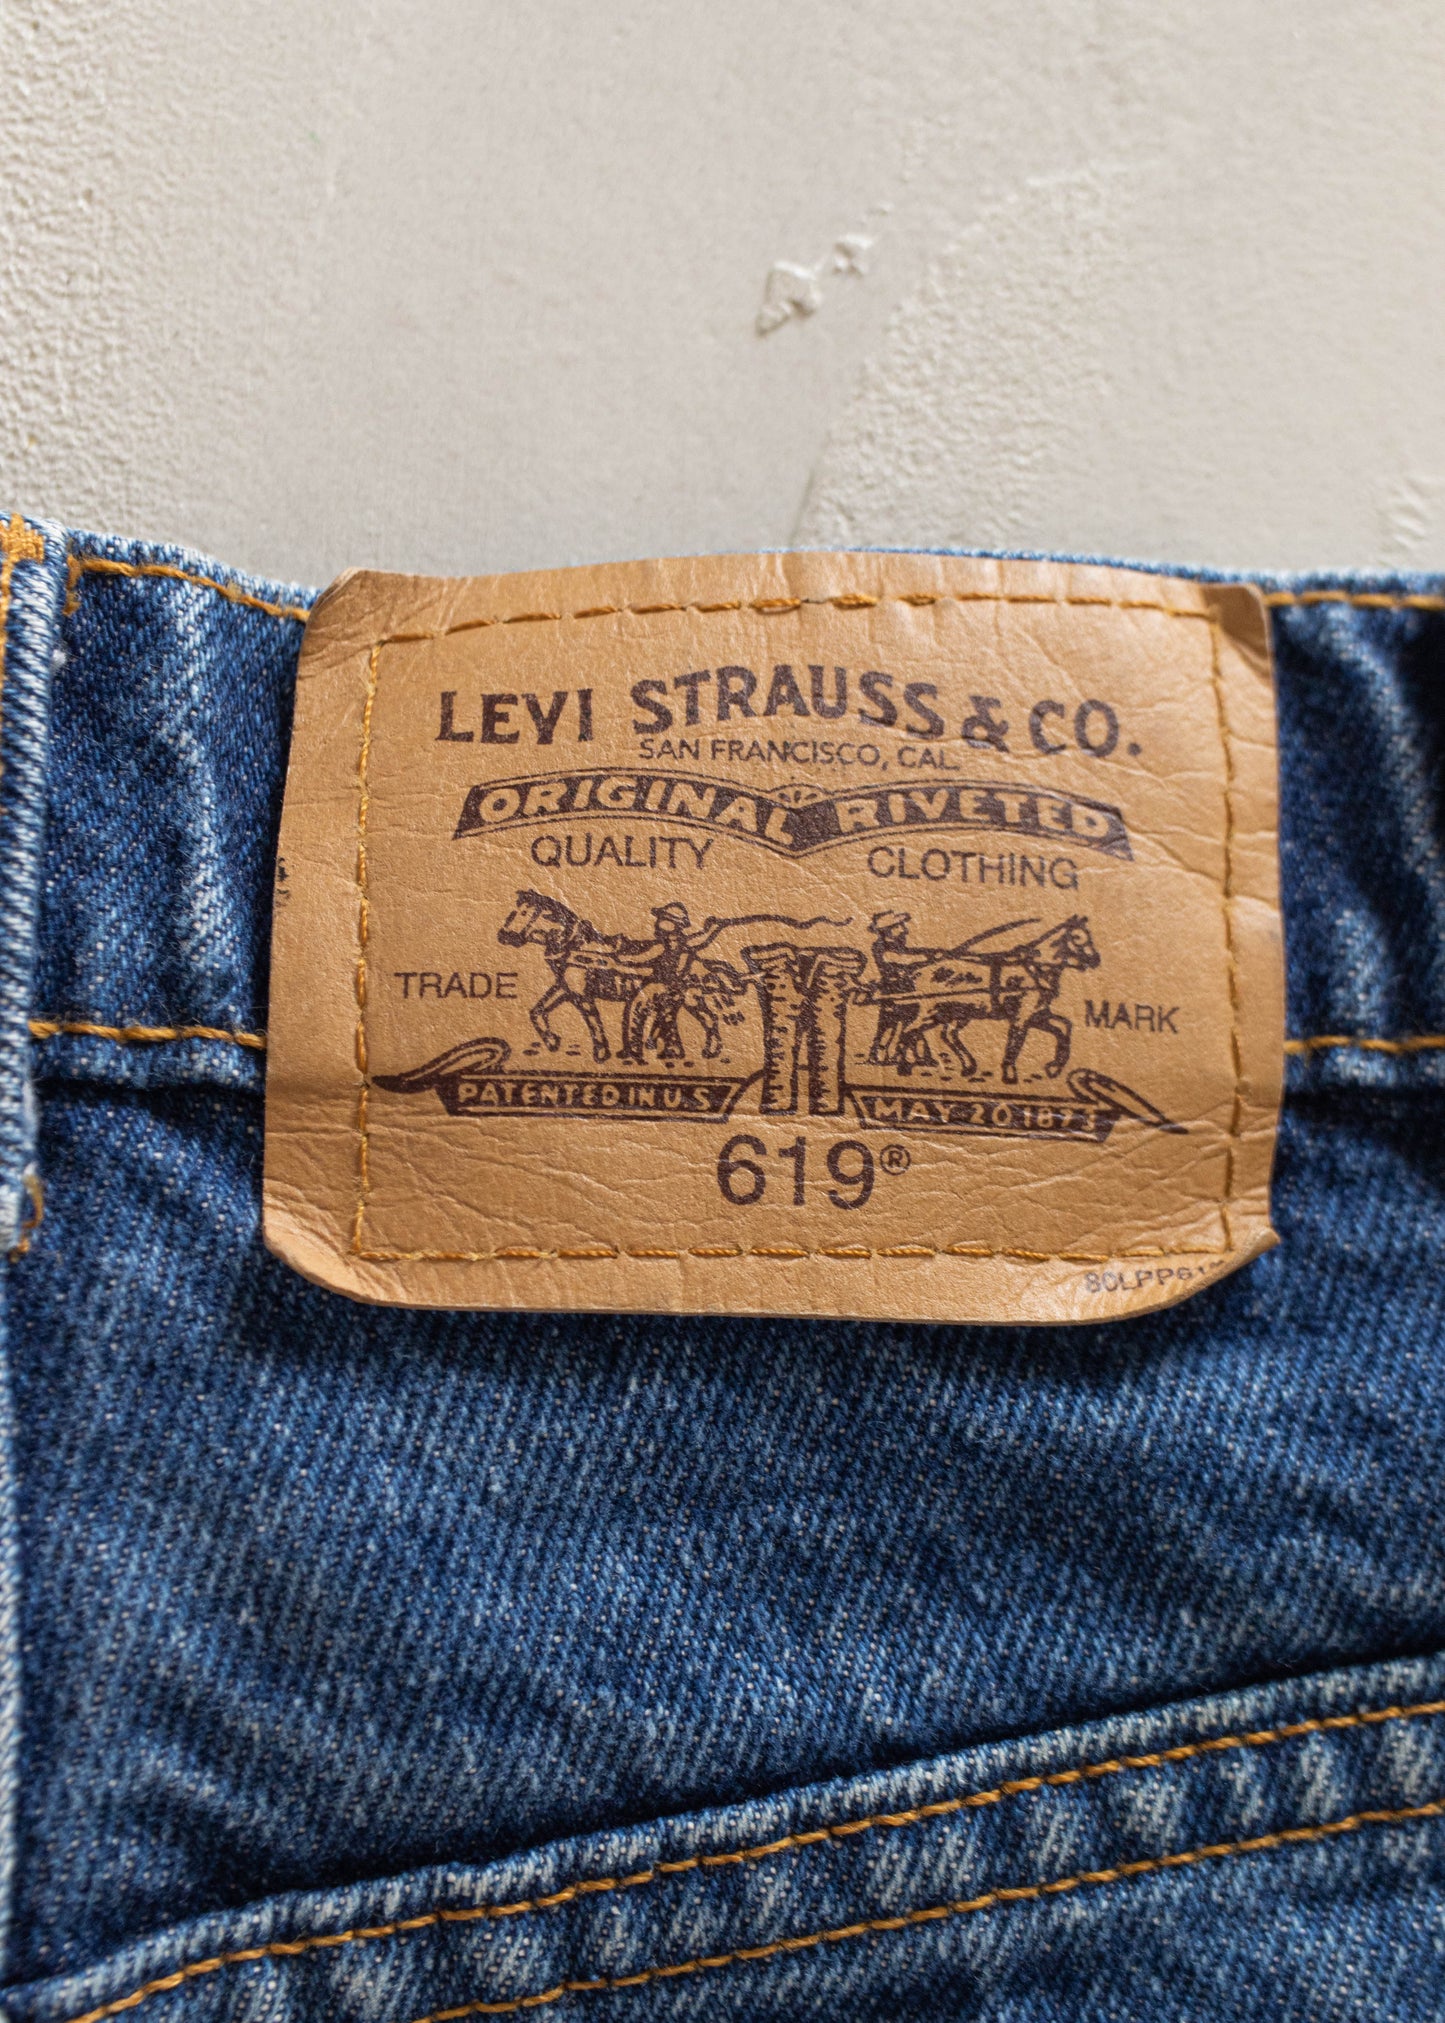 LEVI STRAUSS & CO.
SAN FRANCISCO, CAL.
ORIGINAL RIVETED
QUALITY CLOTHING
TRADE MARK
PATENTED IN U.S. MAY 20 1873
619®